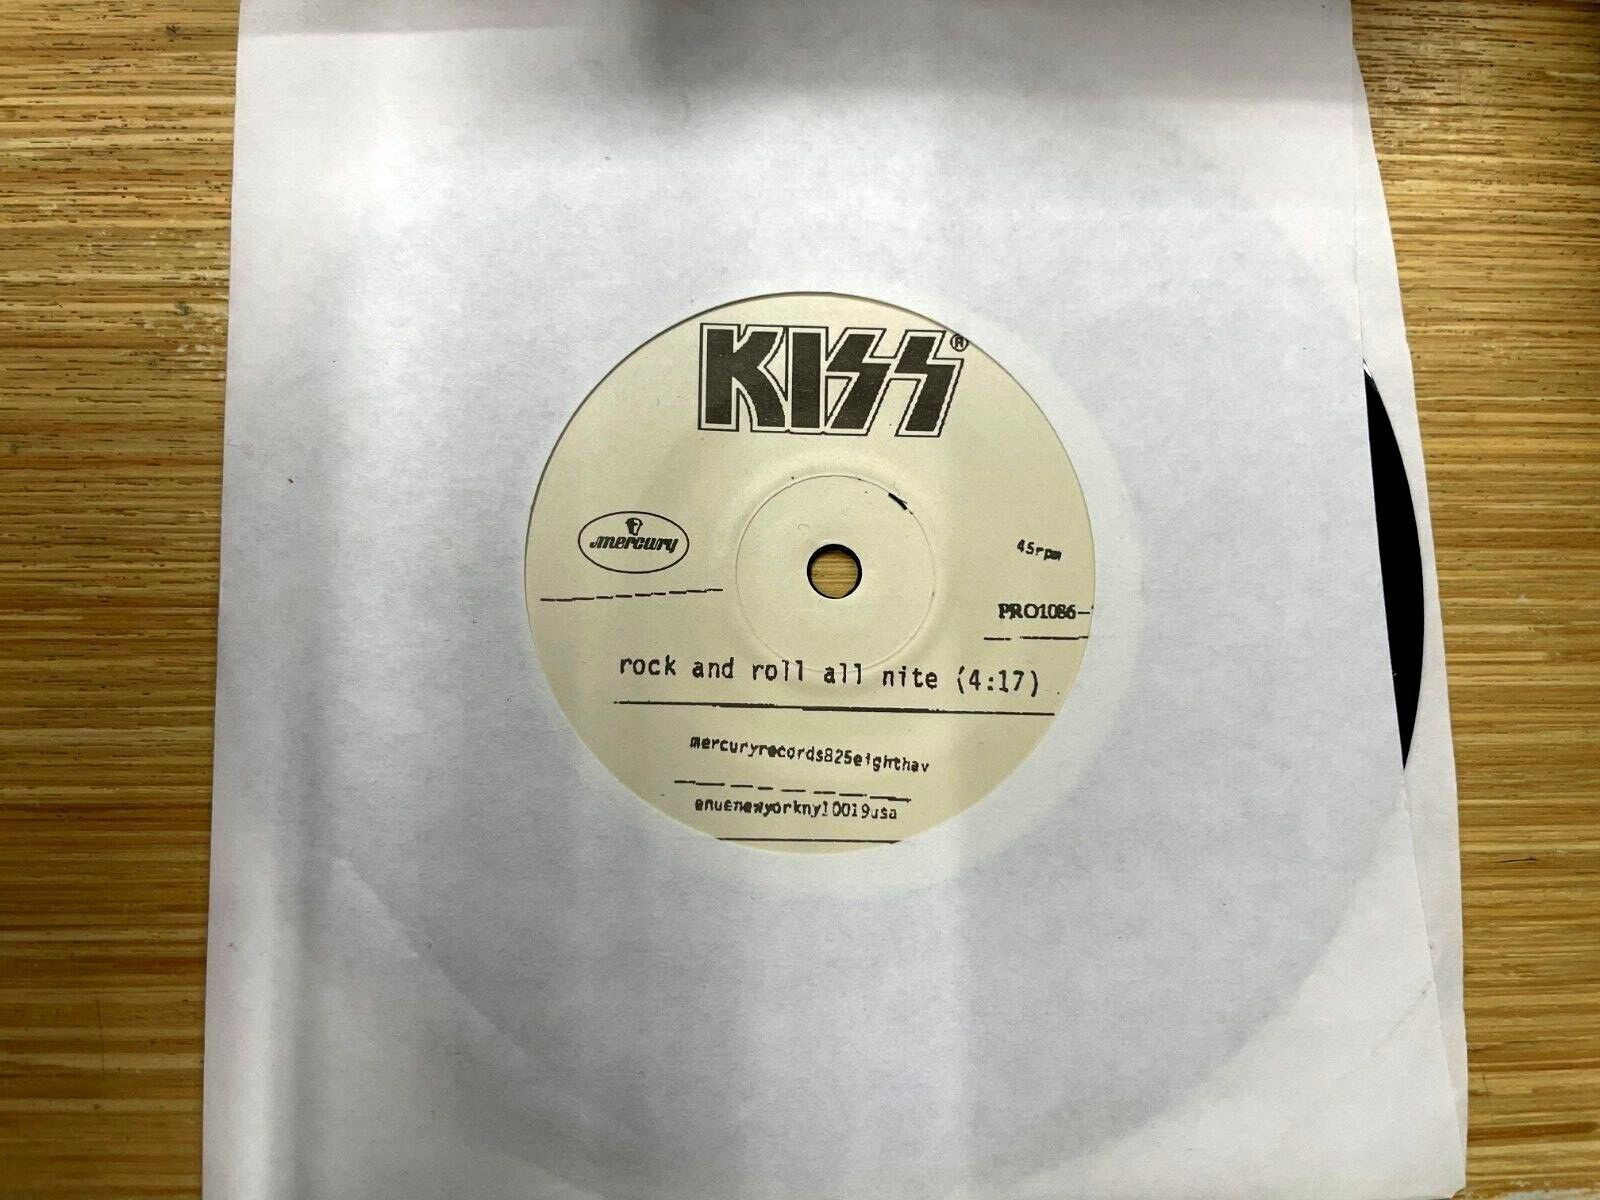 KISS®
mercury
45rpm
PRO1086-
rock and roll all nite (4:17)
mercuryrecords825eighthav
enuenewyorkny10019usa